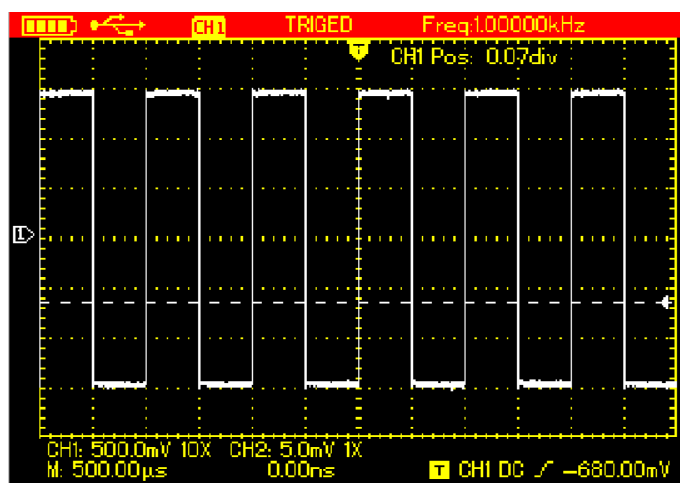 CH1 TRIGED Freq:1.00000kHz
T
CH1 Pos: 0.07div
1
CH1: 500.0mV 10X CH2: 5.0mV 1X
M: 500.00µs 0.00ns T CH1 DC −680.00mV